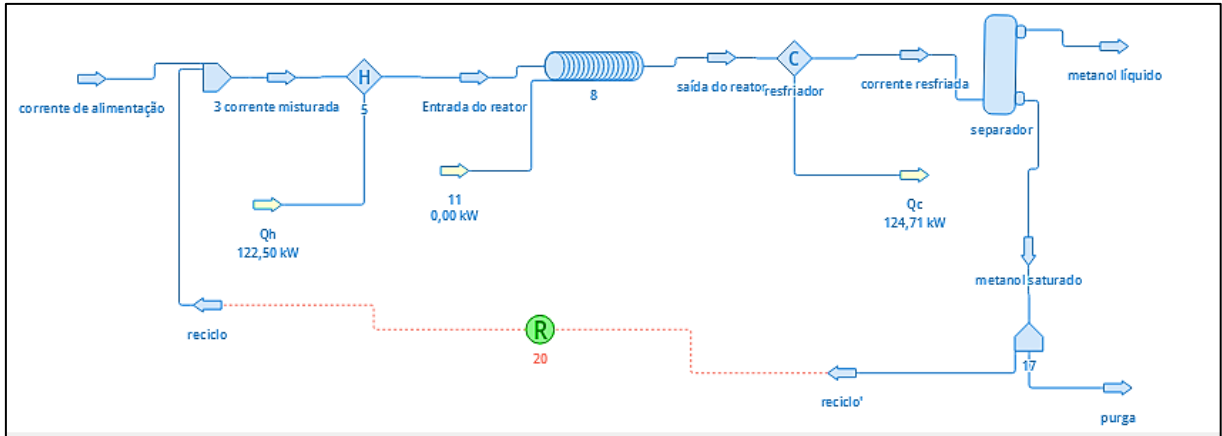 corrente de alimentação
3 corrente misturada
H
5
Entrada do reator
8
saída do reator
C
resfriador
corrente resfriada
separador
metanol líquido
11
0,00 kW
Qh
122,50 kW
Qc
124,71 kW
metanol saturado
reciclo
R
20
reciclo'
17
purga